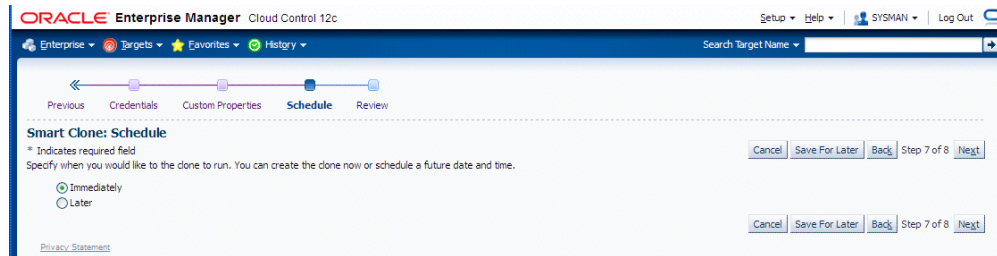 ORACLE Enterprise Manager Cloud Control 12c
Setup Help SYSMAN Log Out
Enterprise Targets Favorites History Search Target Name
Previous Credentials Custom Properties Schedule Review
Smart Clone: Schedule
* Indicates required field
Cancel Save For Later Back Step 7 of 8 Next
Specify when you would like to the clone to run. You can create the clone now or schedule a future date and time.
Immediately
Later
Cancel Save For Later Back Step 7 of 8 Next
Privacy Statement